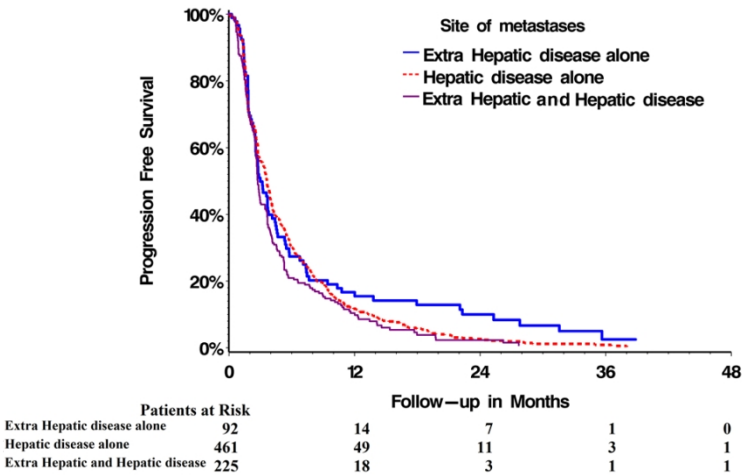 Site of metastases
Extra Hepatic disease alone
Hepatic disease alone
Extra Hepatic and Hepatic disease
Progression Free Survival
100%
80%
60%
40%
20%
0%
0 12 24 36 48
Follow-up in Months
Patients at Risk
Extra Hepatic disease alone 92 14 7 1 0
Hepatic disease alone 461 49 11 3 1
Extra Hepatic and Hepatic disease 225 18 3 1 1